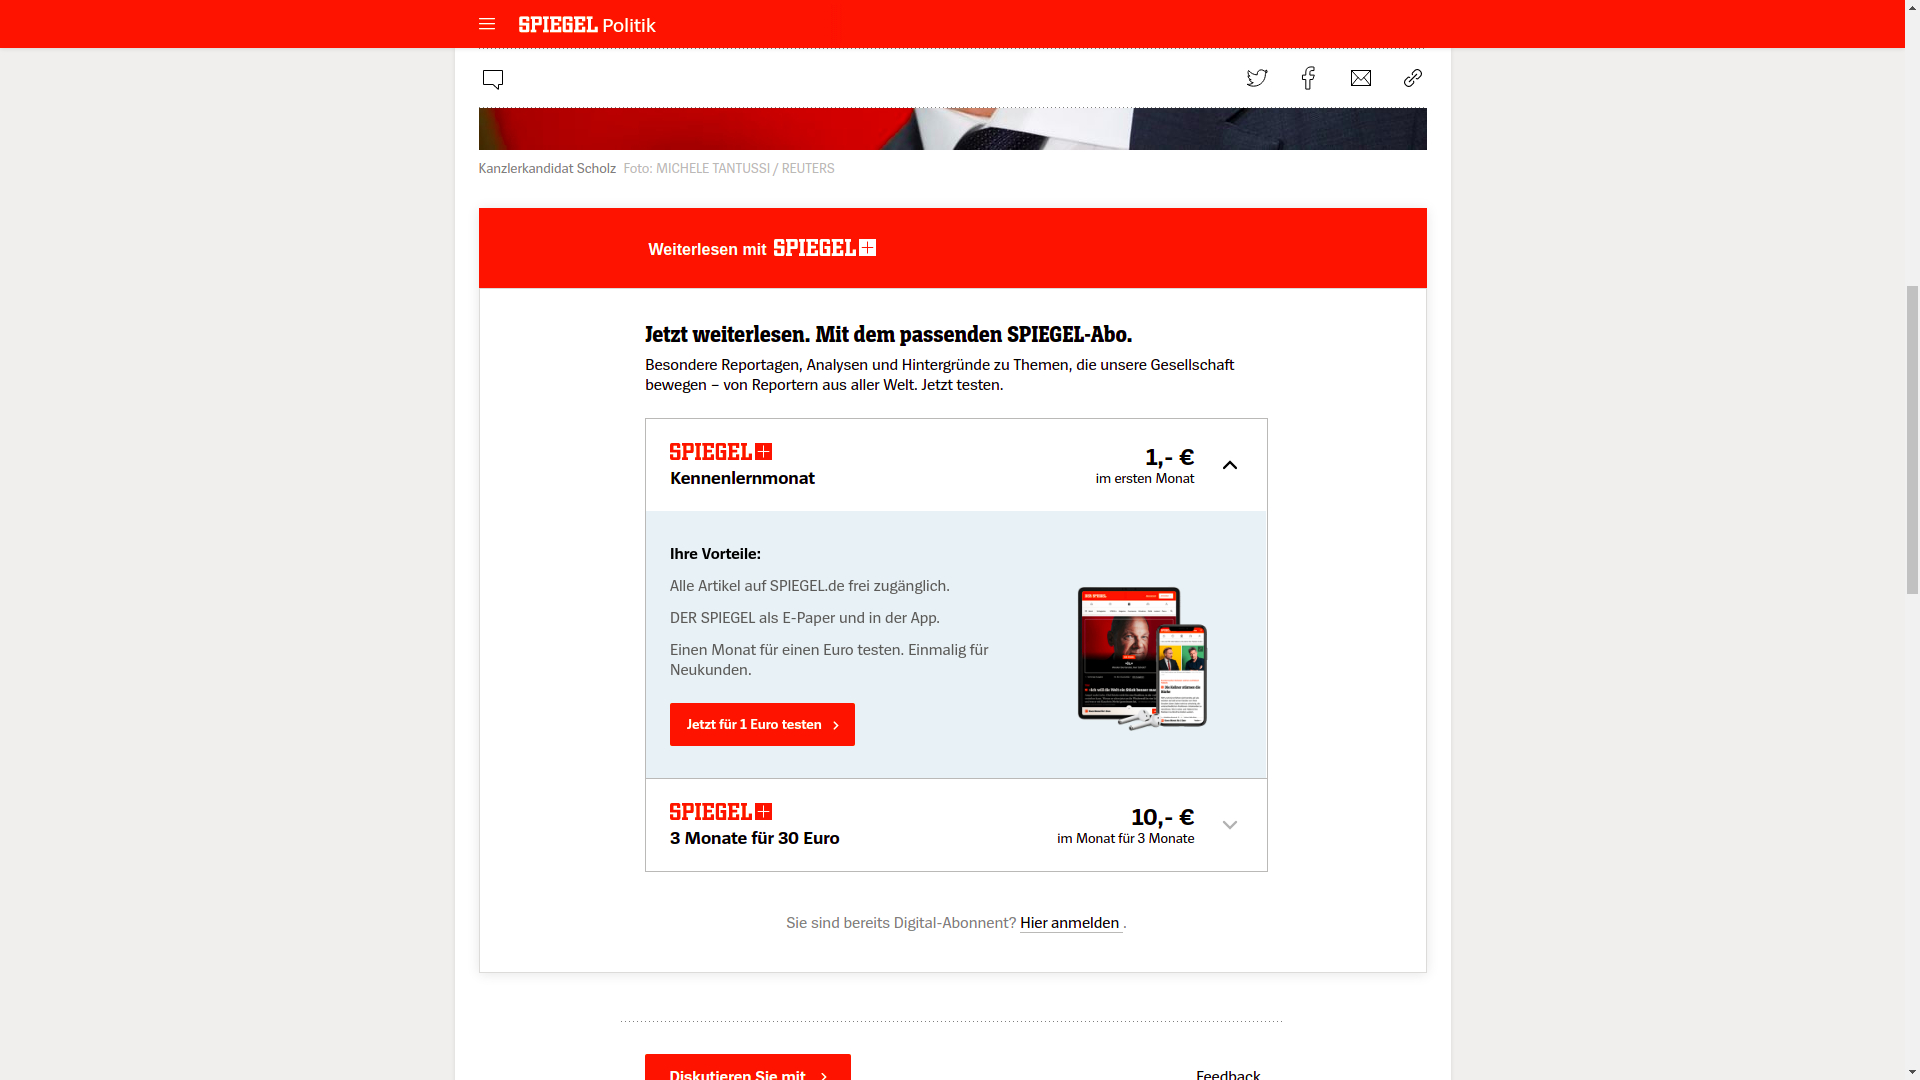 SPIEGEL Politik
Kanzlerkandidat Scholz Foto: MICHELE TANTUSSI / REUTERS
Weiterlesen mit SPIEGEL+
Jetzt weiterlesen. Mit dem passenden SPIEGEL-Abo.
Besondere Reportagen, Analysen und Hintergründe zu Themen, die unsere Gesellschaft
bewegen – von Reportern aus aller Welt. Jetzt testen.
SPIEGEL+
Kennenlernmonat
1,- €
im ersten Monat
Ihre Vorteile:
Alle Artikel auf SPIEGEL.de frei zugänglich.
DER SPIEGEL als E-Paper und in der App.
Einen Monat für einen Euro testen. Einmalig für
Neukunden.
Jetzt für 1 Euro testen
SPIEGEL+
3 Monate für 30 Euro
10,- €
im Monat für 3 Monate
Sie sind bereits Digital-Abonnent? Hier anmelden .
Diskutieren Sie mit
Feedback